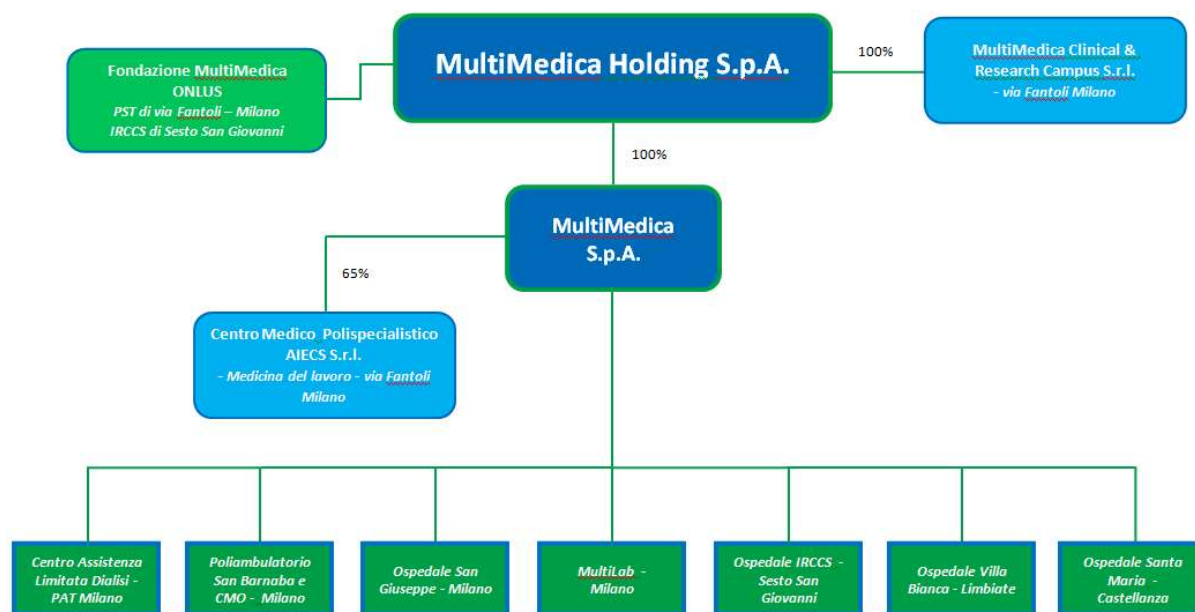 Fondazione MultiMedica
ONLUS
PST di via Fantoli – Milano
IRCCS di Sesto San Giovanni
MultiMedica Holding S.p.A.
100%
MultiMedica Clinical &
Research Campus S.r.l.
- via Fantoli Milano
100%
MultiMedica
S.p.A.
65%
Centro Medico Polispecialistico
AIECS S.r.l.
- Medicina del lavoro - via Fantoli
Milano
Centro Assistenza
Limitata Dialisi -
PAT Milano
Poliambulatorio
San Barnaba e
CMO - Milano
Ospedale San
Giuseppe - Milano
MultiLab -
Milano
Ospedale IRCCS -
Sesto San
Giovanni
Ospedale Villa
Bianca - Limbiate
Ospedale Santa
Maria -
Castellanza